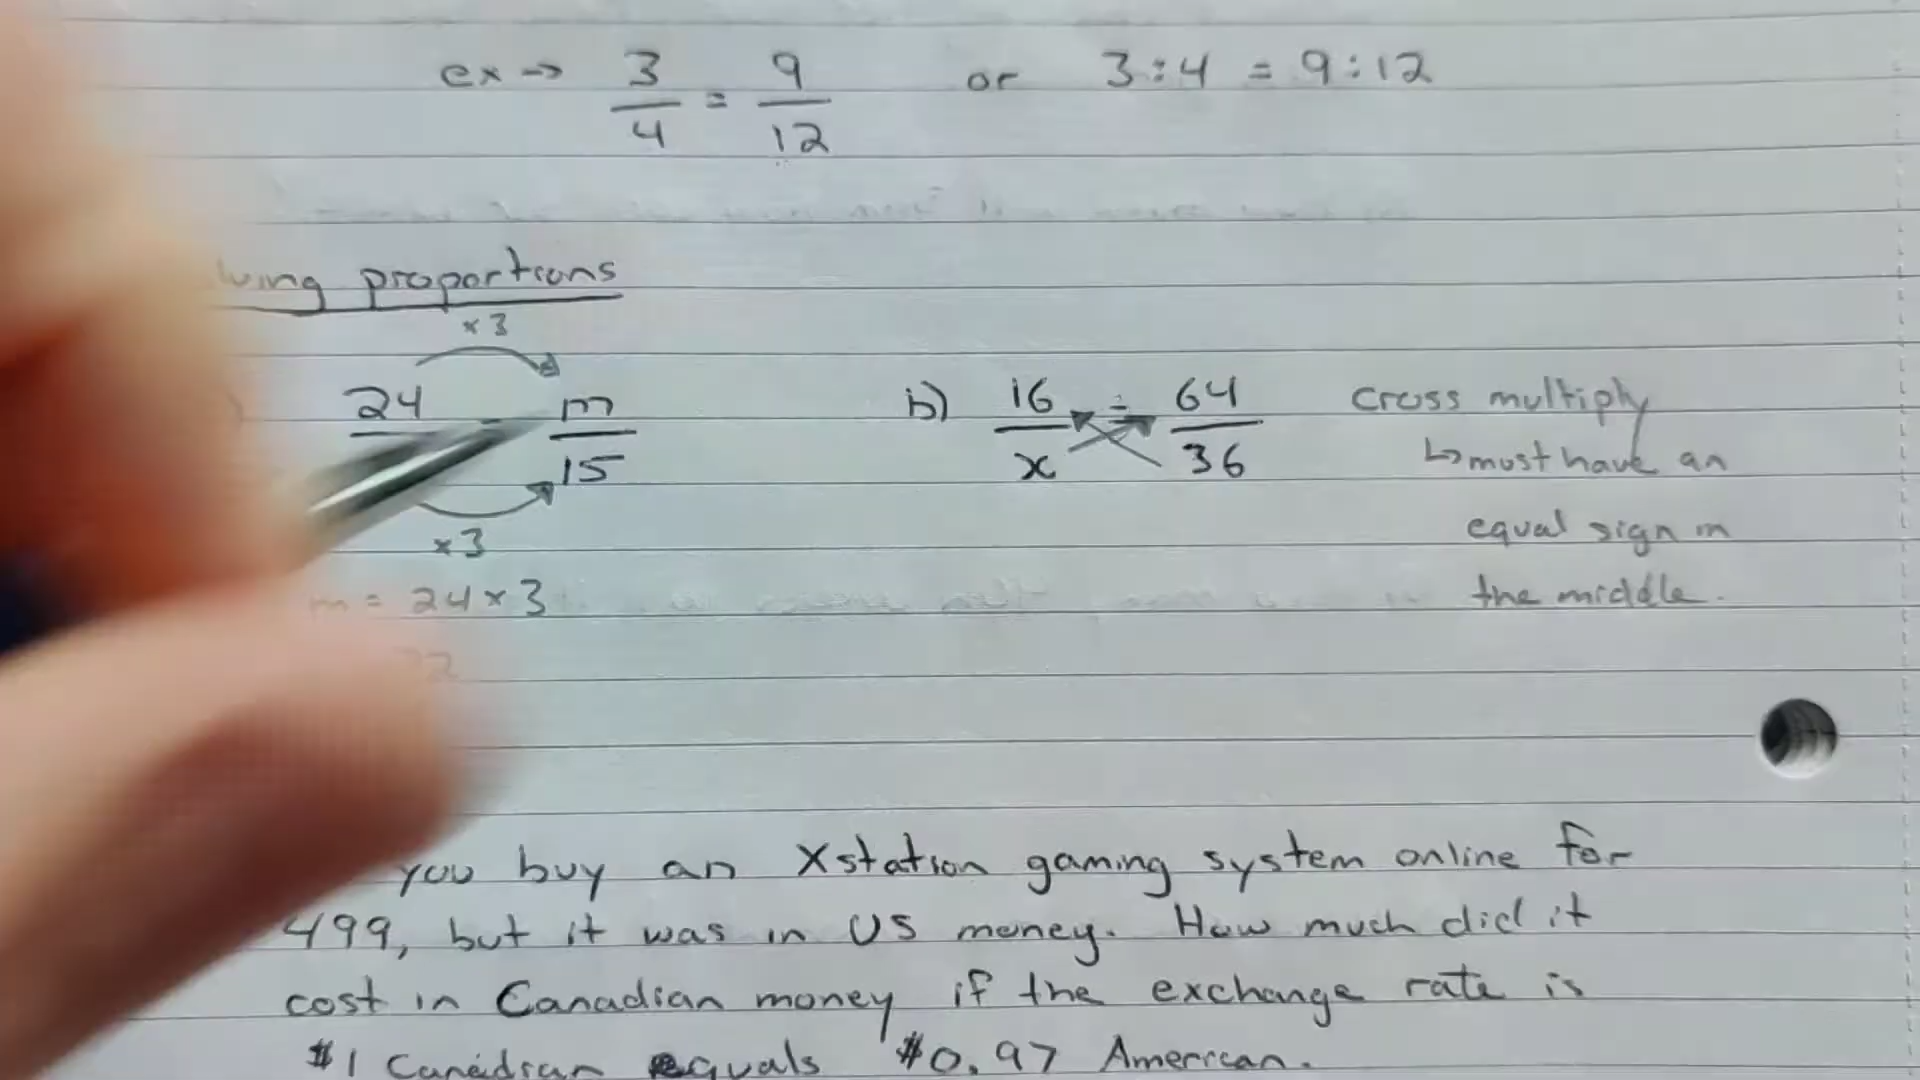 ex → 3/4 = 9/12 or 3:4 = 9:12
proportions
x3
24 = m
15
x3
m = 24 x 3
72
b) 16/x = 64/36 cross multiply
↳ must have an
equal sign in
the middle.
you buy an Xstation gaming system online for
499, but it was in US money. How much did it
cost in Canadian money if the exchange rate is
$1 Canadian equals $0.97 American.